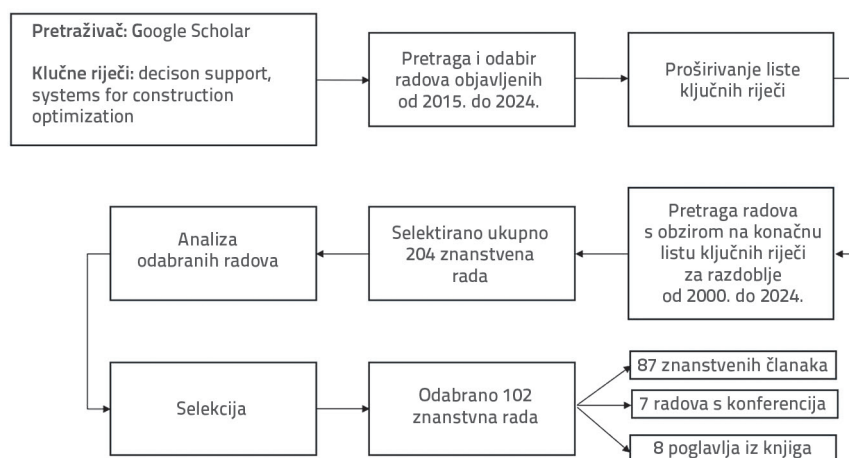 Pretraživač: Google Scholar
Ključne riječi: decison support,
systems for construction
optimization
Pretraga i odabir
radova objavljenih
od 2015. do 2024.
Proširivanje liste
ključnih riječi
Pretraga radova
s obzirom na konačnu
listu ključnih riječi
za razdoblje
od 2000. do 2024.
Selektirano ukupno
204 znanstvena
rada
Analiza
odabranih radova
Selekcija
Odabrano 102
znanstvna rada
87 znanstvenih članaka
7 radova s konferencija
8 poglavlja iz knjiga